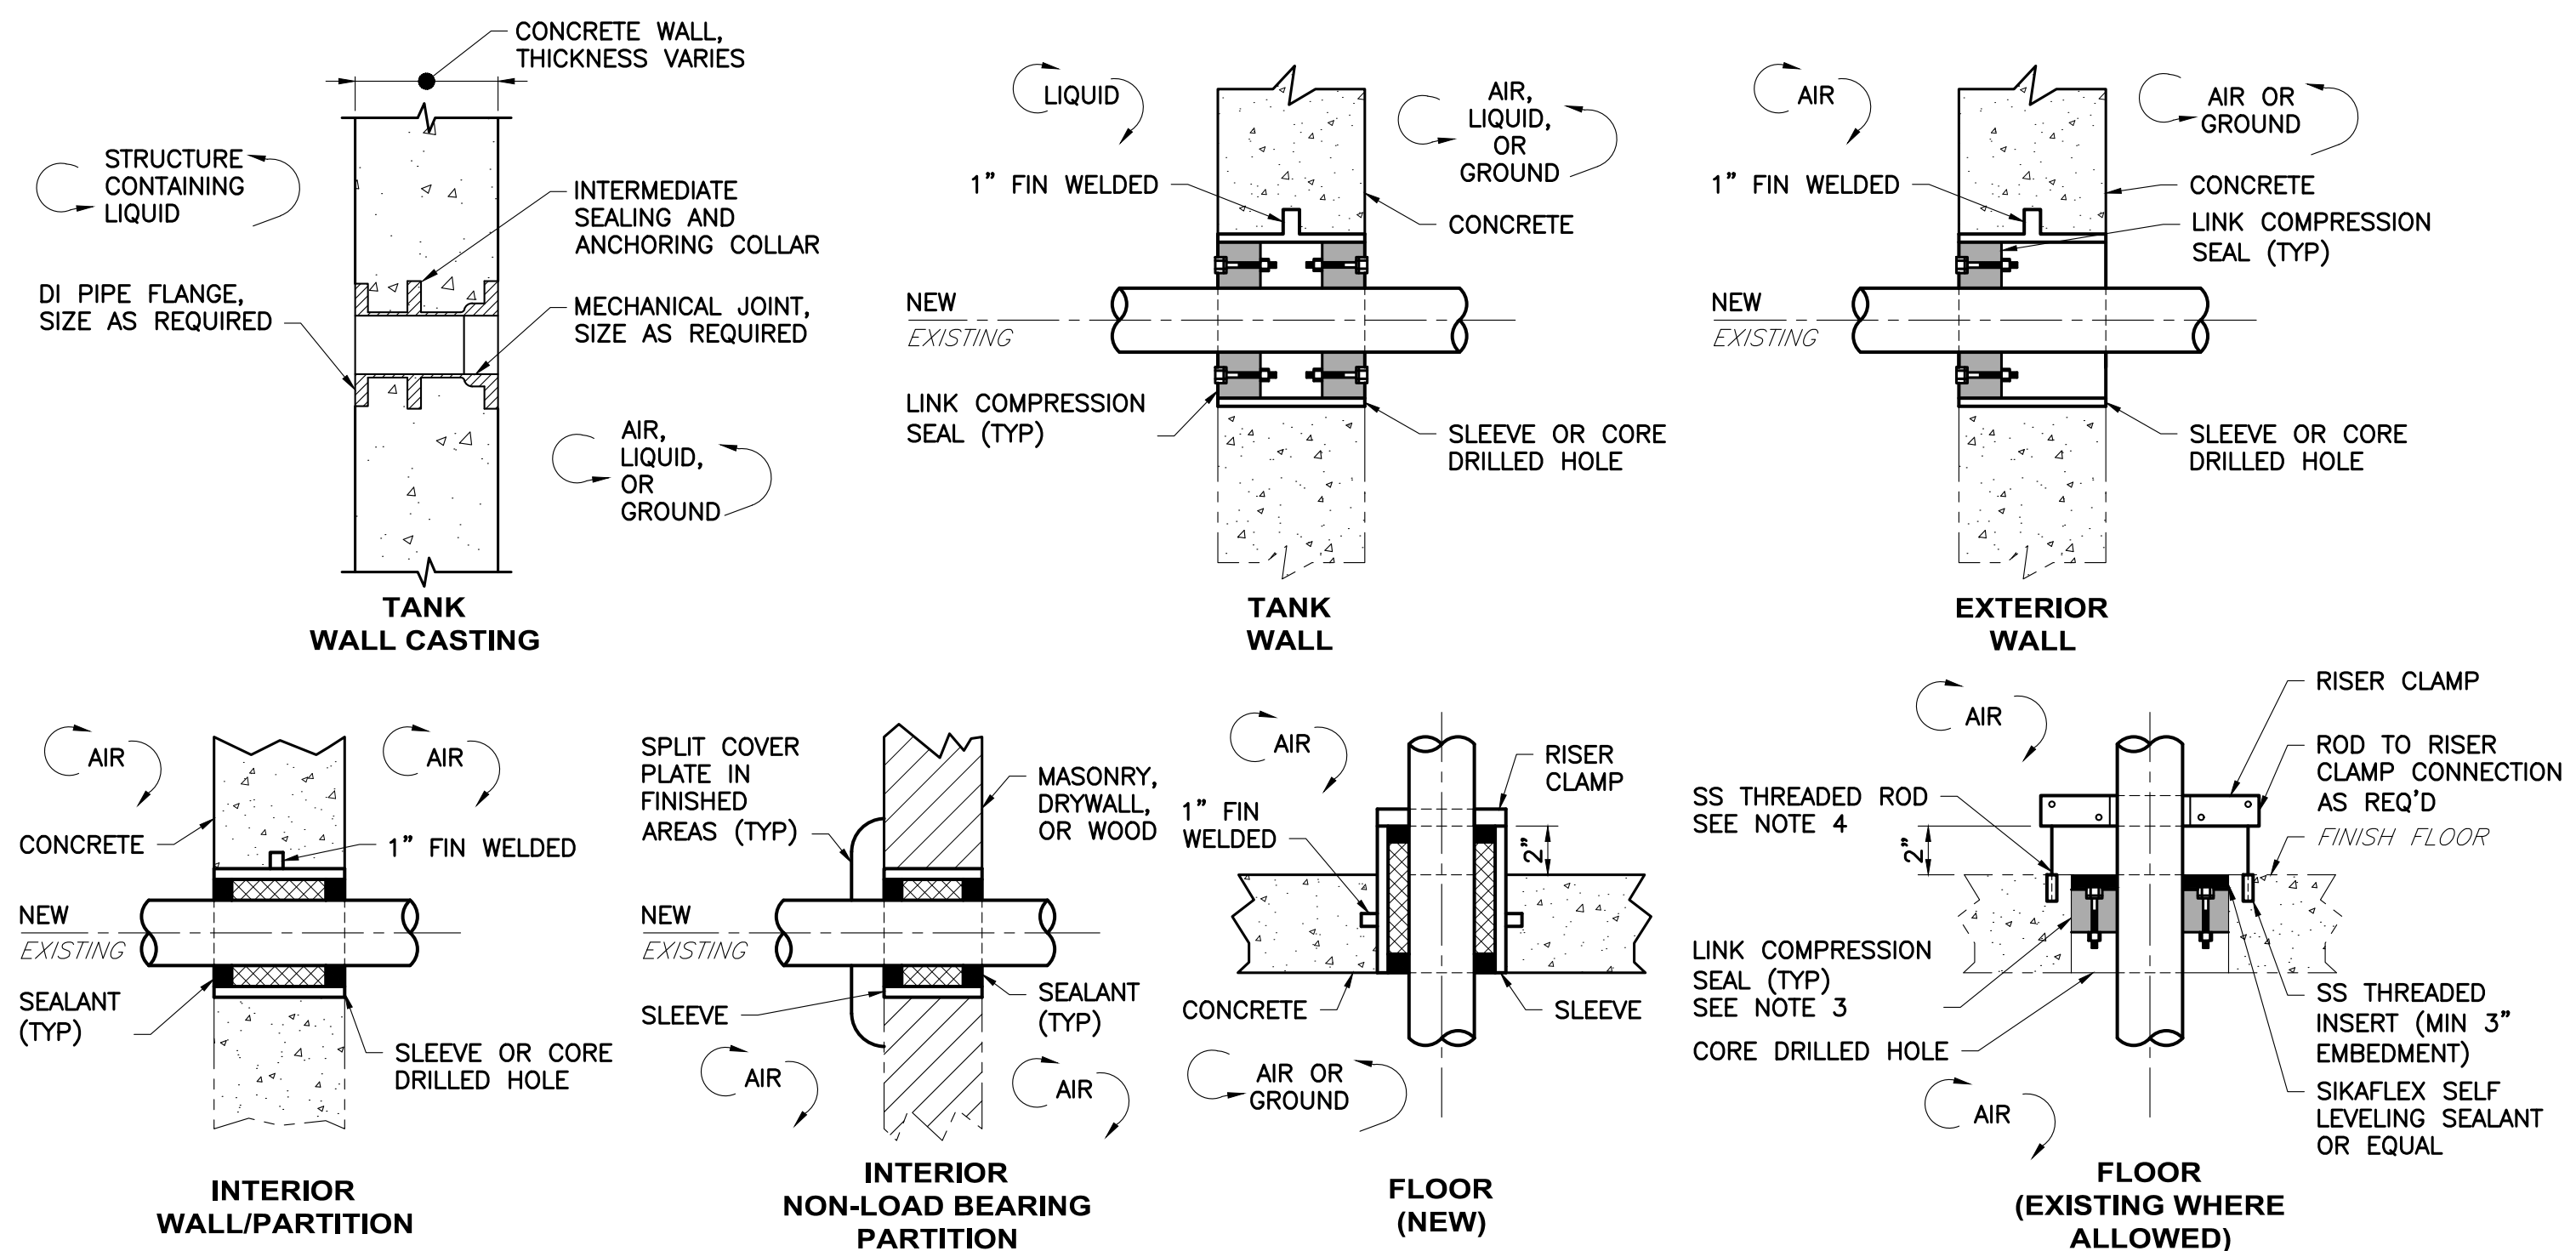 CONCRETE WALL,
THICKNESS VARIES
STRUCTURE
CONTAINING
LIQUID
INTERMEDIATE
SEALING AND
ANCHORING COLLAR
DI PIPE FLANGE,
SIZE AS REQUIRED
MECHANICAL JOINT,
SIZE AS REQUIRED
AIR,
LIQUID,
OR
GROUND
TANK
WALL CASTING
LIQUID
AIR,
LIQUID,
OR
GROUND
1” FIN WELDED
CONCRETE
NEW
EXISTING
LINK COMPRESSION
SEAL (TYP)
SLEEVE OR CORE
DRILLED HOLE
TANK
WALL
AIR
AIR OR
GROUND
1” FIN WELDED
CONCRETE
LINK COMPRESSION
SEAL (TYP)
NEW
EXISTING
SLEEVE OR CORE
DRILLED HOLE
EXTERIOR
WALL
AIR
AIR
CONCRETE
1” FIN WELDED
NEW
EXISTING
SEALANT
(TYP)
SLEEVE OR CORE
DRILLED HOLE
INTERIOR
WALL/PARTITION
SPLIT COVER
PLATE IN
FINISHED
AREAS (TYP)
MASONRY,
DRYWALL,
OR WOOD
NEW
EXISTING
SLEEVE
SEALANT
(TYP)
AIR
AIR
INTERIOR
NON-LOAD BEARING
PARTITION
AIR
RISER
CLAMP
1” FIN
WELDED
2”
CONCRETE
SLEEVE
AIR OR
GROUND
FLOOR
(NEW)
AIR
RISER CLAMP
ROD TO RISER
CLAMP CONNECTION
AS REQ’D
SS THREADED ROD
SEE NOTE 4
FINISH FLOOR
2”
LINK COMPRESSION
SEAL (TYP)
SEE NOTE 3
CORE DRILLED HOLE
SS THREADED
INSERT (MIN 3”
EMBEDMENT)
SIKAFLEX SELF
LEVELING SEALANT
OR EQUAL
AIR
FLOOR
(EXISTING WHERE
ALLOWED)